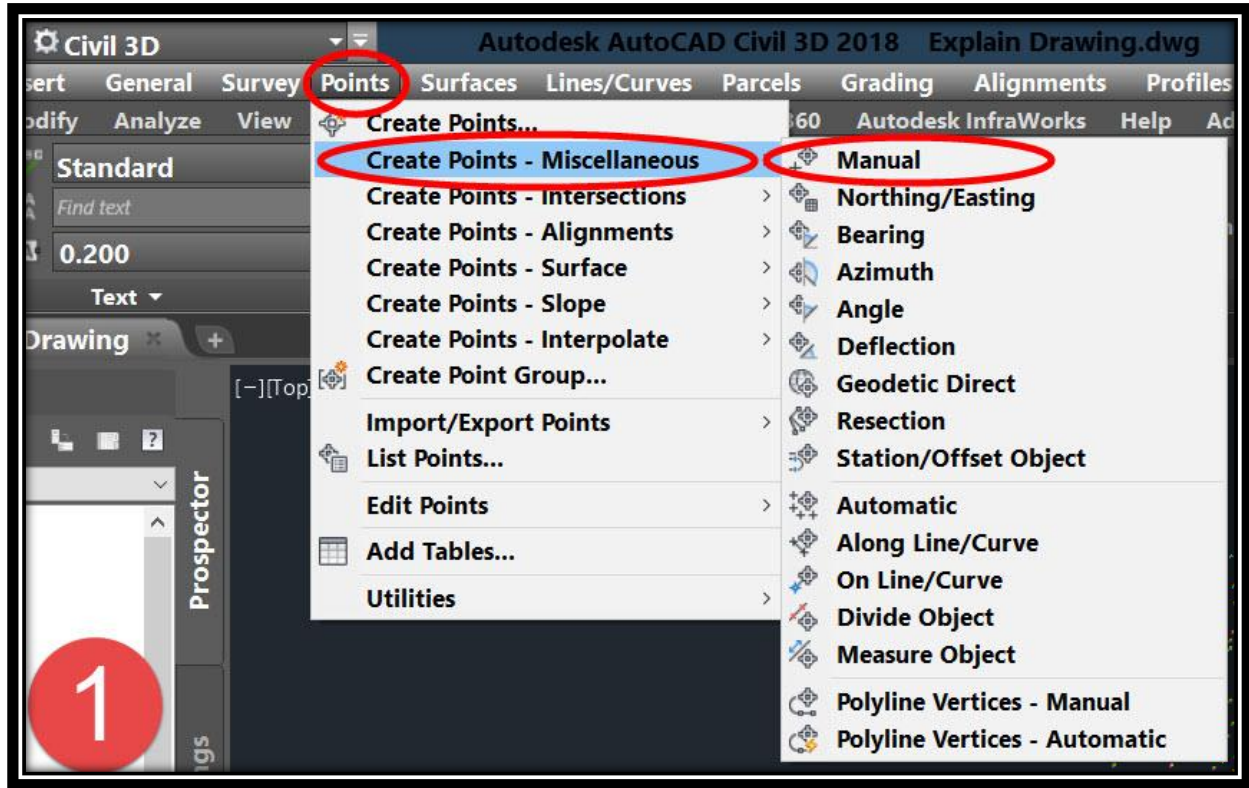 Civil 3D Autodesk AutoCAD Civil 3D 2018 Explain Drawing.dwg
sert General Survey Points Surfaces Lines/Curves Parcels Grading Alignments Profiles
odify Analyze View 360 Autodesk InfraWorks Help Ad
Create Points...
Standard
Create Points - Miscellaneous
Find text
Create Points - Intersections
0.200
Create Points - Alignments
Create Points - Surface
Text
Create Points - Slope
Drawing
Create Points - Interpolate
[-][Top]
Create Point Group...
Import/Export Points
List Points...
Edit Points
Add Tables...
Utilities
Manual
Northing/Easting
Bearing
Azimuth
Angle
Deflection
Geodetic Direct
Resection
Station/Offset Object
Automatic
Along Line/Curve
On Line/Curve
Divide Object
Measure Object
Polyline Vertices - Manual
Polyline Vertices - Automatic
Prospector
ngs
1